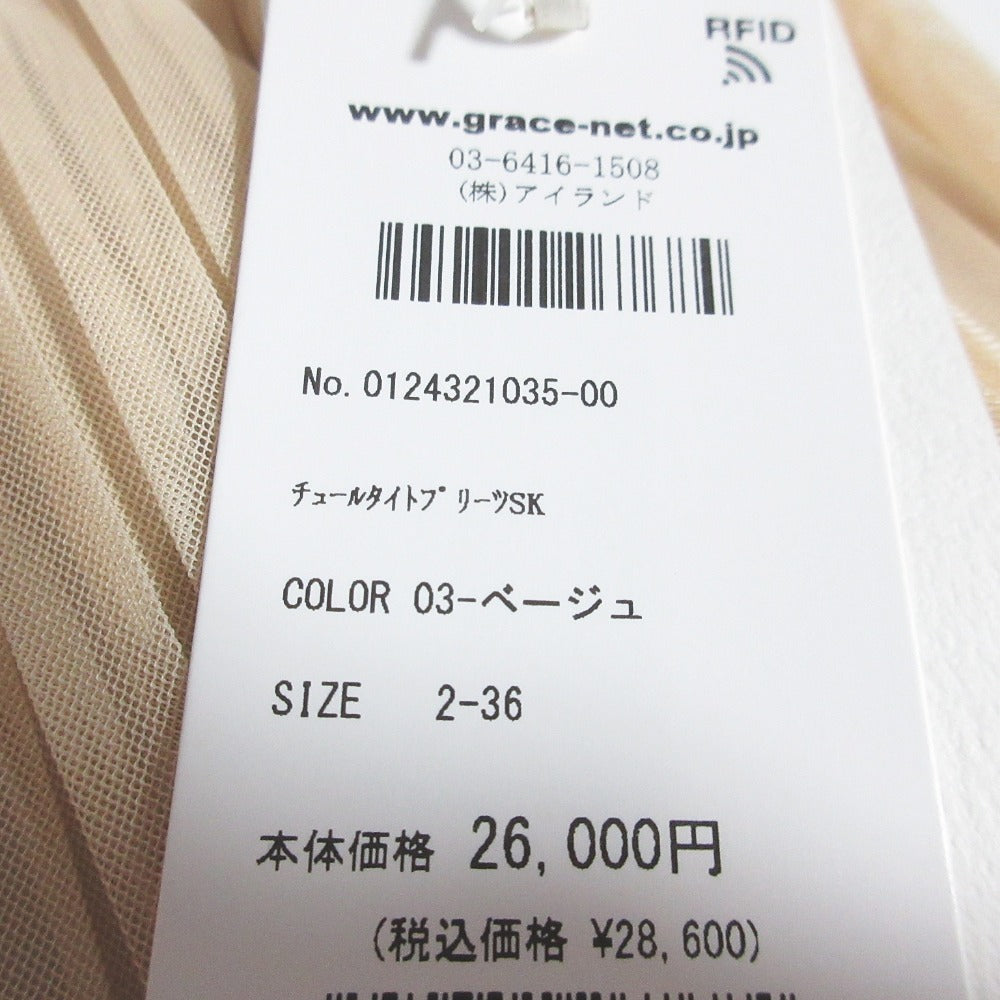 RFID
www.grace-net.co.jp
03-6416-1508
(株)アイランド
No. 0124321035-00
ﾁｭｰﾙﾀｲﾄﾌﾟﾘｰﾂSK
COLOR 03-ベージュ
SIZE 2-36
本体価格 26,000円
(税込価格 ¥28,600)